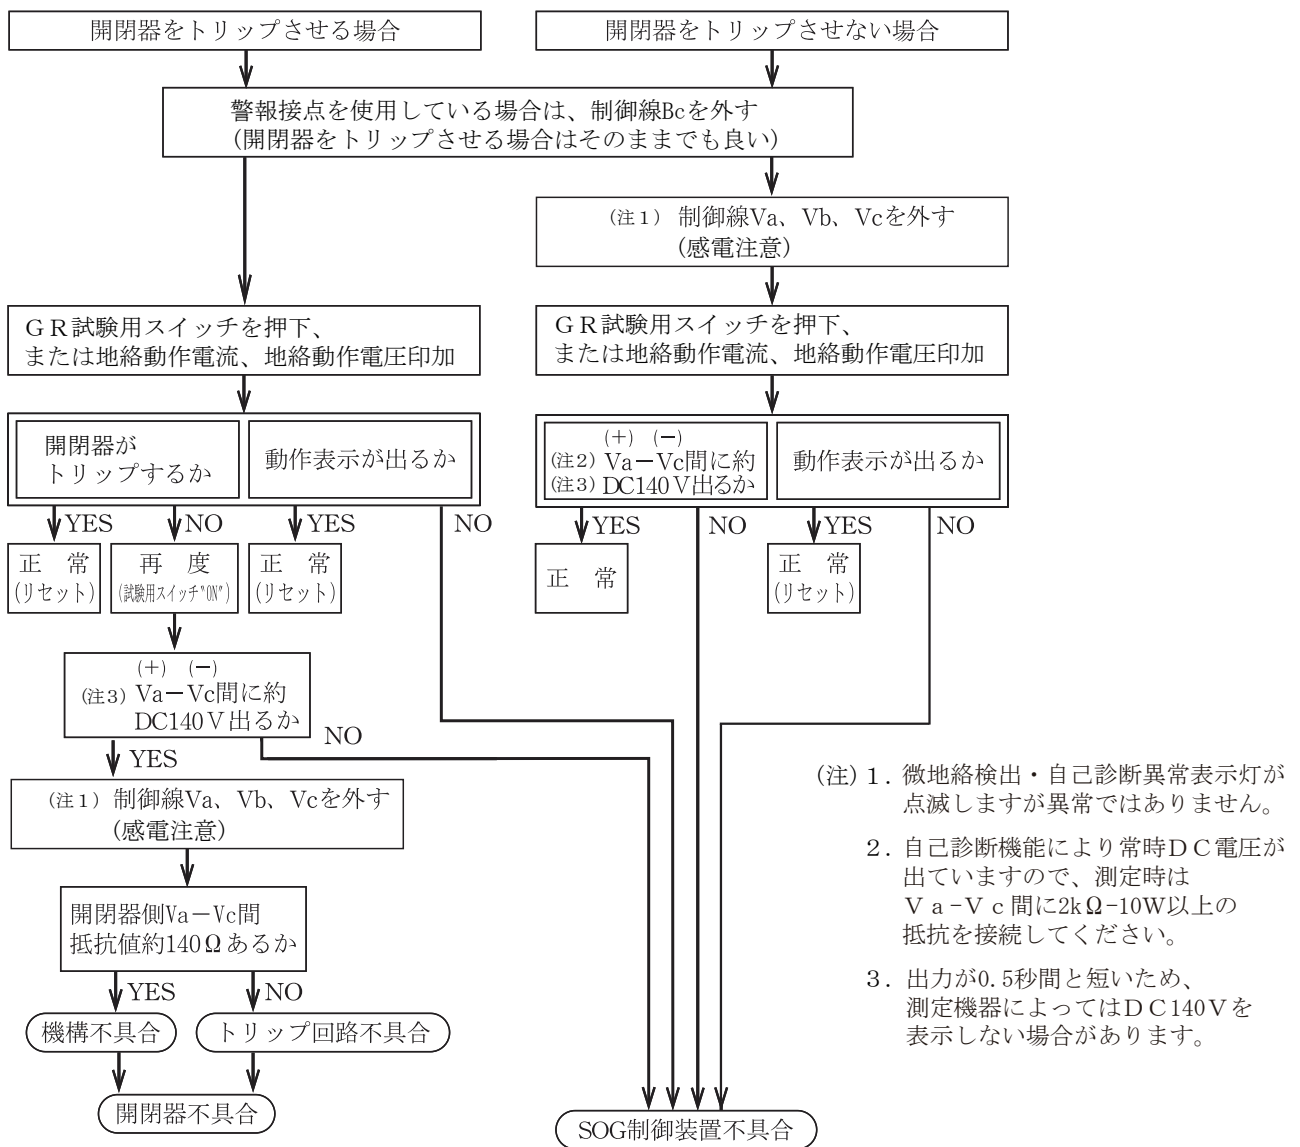 開閉器をトリップさせる場合
開閉器をトリップさせない場合
警報接点を使用している場合は、制御線Bcを外す
(開閉器をトリップさせる場合はそのままでも良い)
(注1) 制御線Va、Vb、Vcを外す
(感電注意)
GR試験用スイッチを押下、
または地絡動作電流、地絡動作電圧印加
GR試験用スイッチを押下、
または地絡動作電流、地絡動作電圧印加
開閉器が
トリップするか
動作表示が出るか
(+) (−)
(注2) Va−Vc間に約
(注3) DC140V出るか
動作表示が出るか
YES
NO
YES
NO
YES
NO
YES
NO
正 常
(リセット)
再 度
(試験用スイッチ"ON")
正 常
(リセット)
正 常
正 常
(リセット)
(+) (−)
(注3) Va−Vc間に約
DC140V出るか
YES
NO
(注1) 制御線Va、Vb、Vcを外す
(感電注意)
開閉器側Va−Vc間
抵抗値約140Ωあるか
YES
NO
機構不具合
トリップ回路不具合
開閉器不具合
SOG制御装置不具合
(注) 1. 微地絡検出・自己診断異常表示灯が
点滅しますが異常ではありません。
2. 自己診断機能により常時DC電圧が
出ていますので、測定時は
Va-Vc間に2kΩ-10W以上の
抵抗を接続してください。
3. 出力が0.5秒間と短いため、
測定機器によってはDC140Vを
表示しない場合があります。